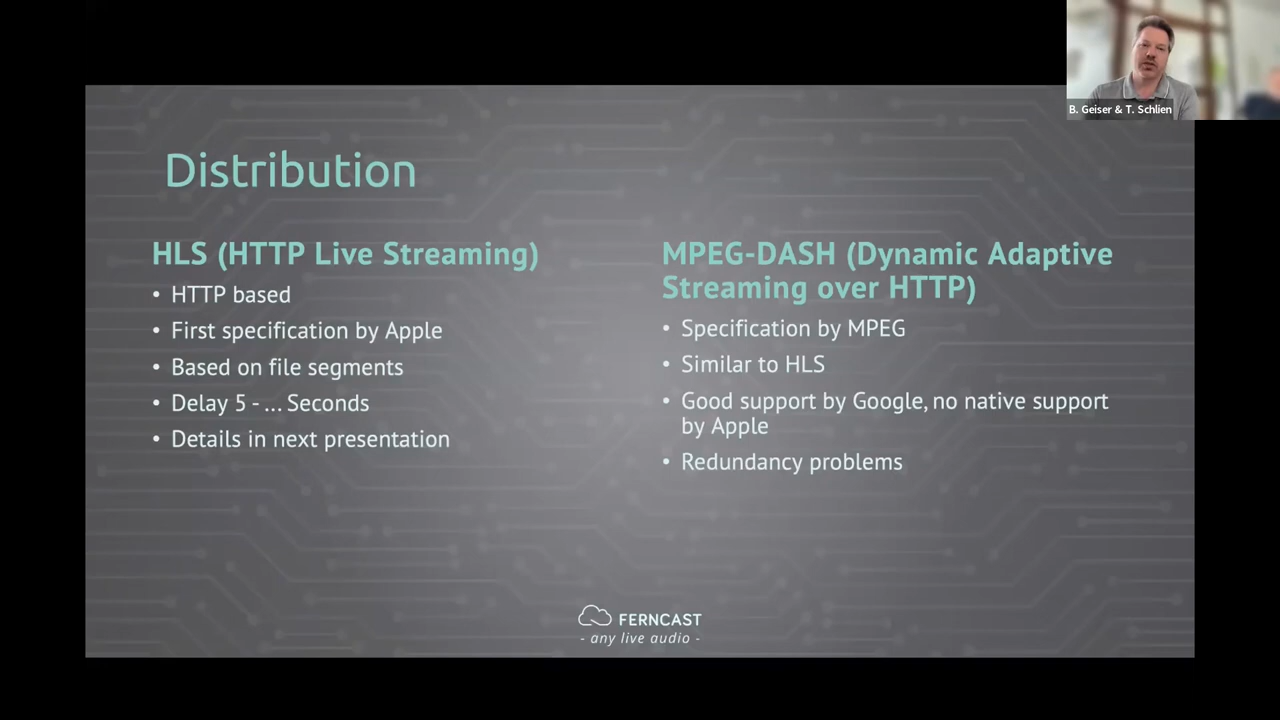 B. Geiser & T. Schlien
Distribution
HLS (HTTP Live Streaming)
• HTTP based
• First specification by Apple
• Based on file segments
• Delay 5 - ... Seconds
• Details in next presentation
MPEG-DASH (Dynamic Adaptive
Streaming over HTTP)
• Specification by MPEG
• Similar to HLS
• Good support by Google, no native support
by Apple
• Redundancy problems
FERNCAST
- any live audio -